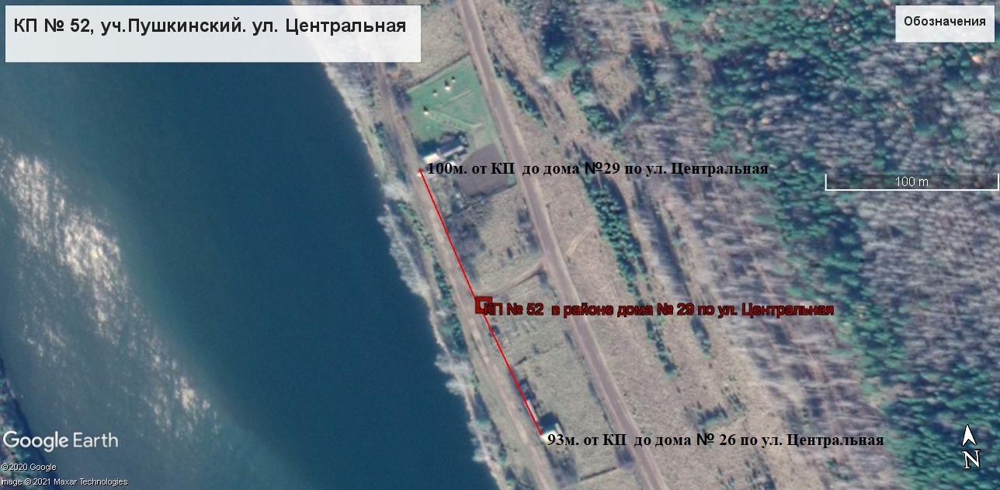 КП № 52, уч.Пушкинский. ул. Центральная
Обозначения
100м. от КП  до дома №29 по ул. Центральная
100 m
КП № 52  в районе дома № 29 по ул. Центральная
93м. от КП  до дома № 26 по ул. Центральная
Google Earth
N
© 2020 Google
Image © 2021 Maxar Technologies